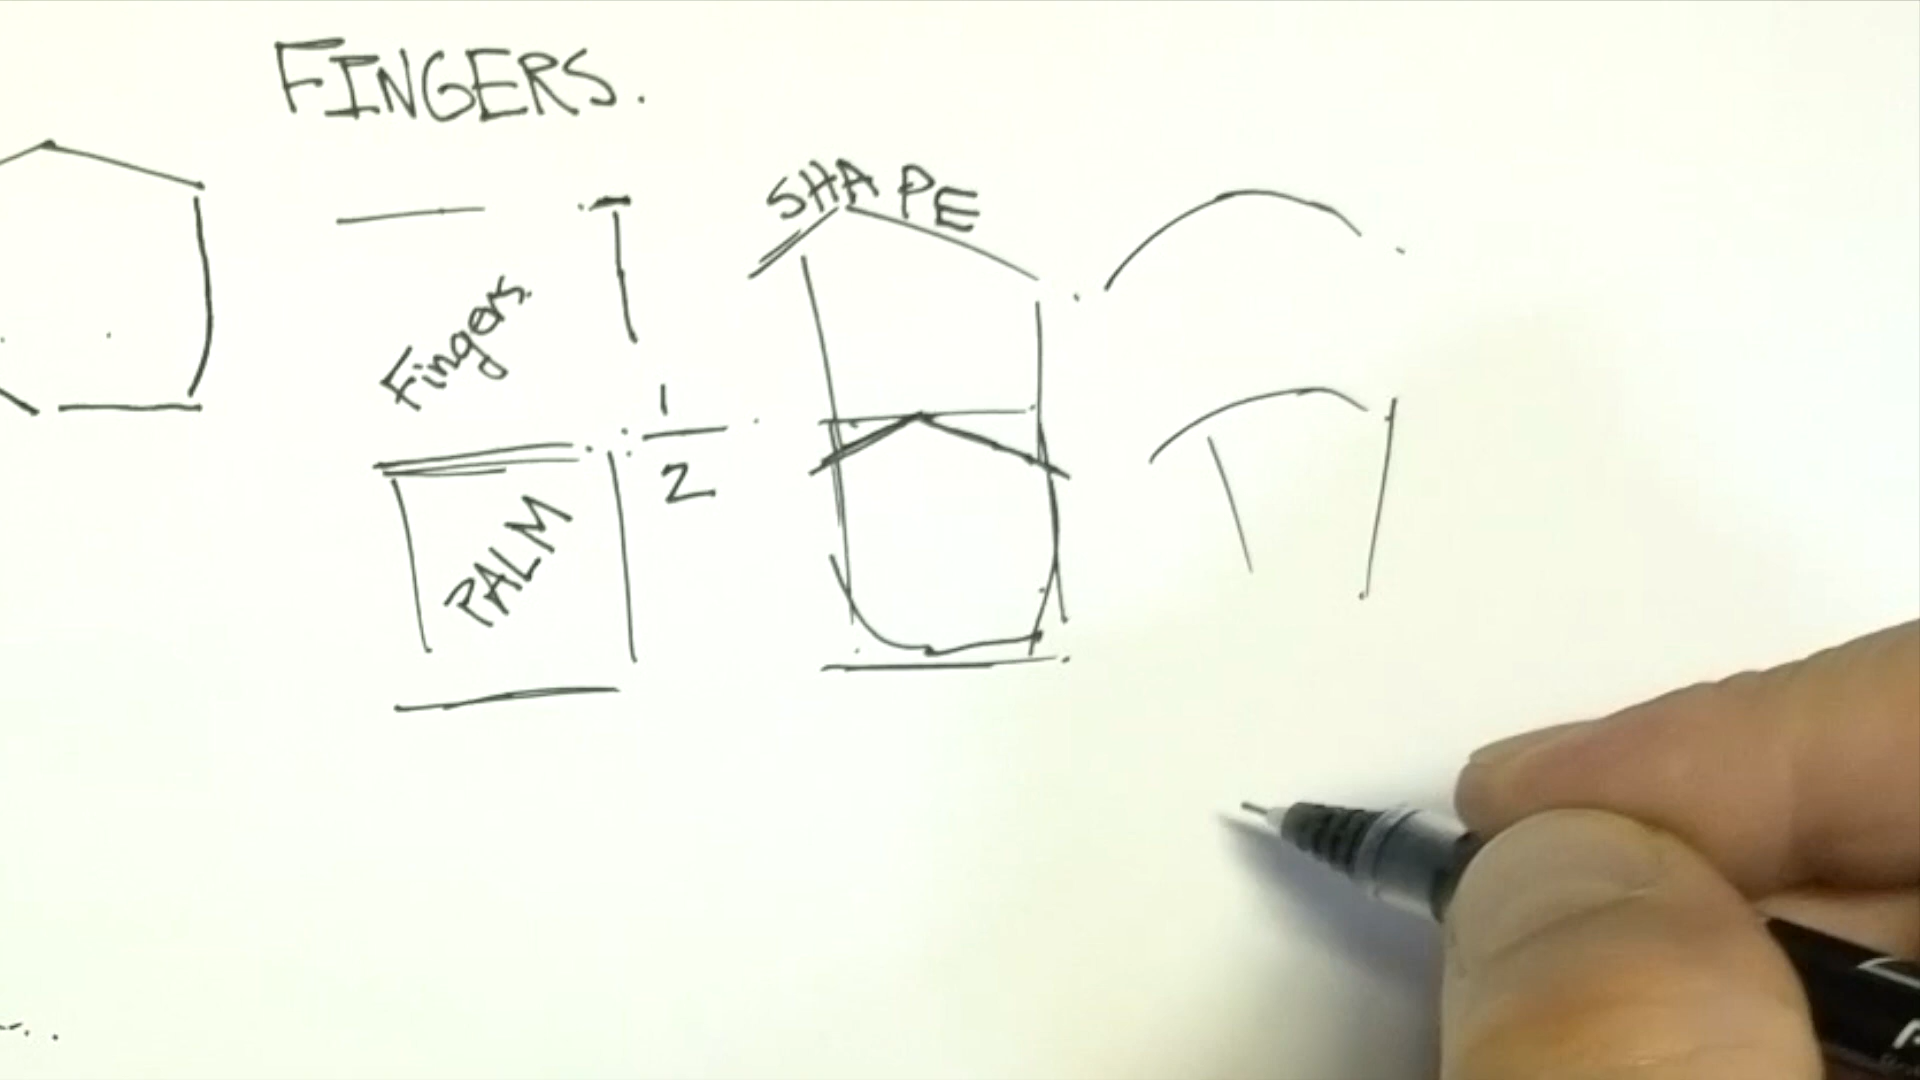 FINGERS.
SHAPE
Fingers.
1
2
PALM